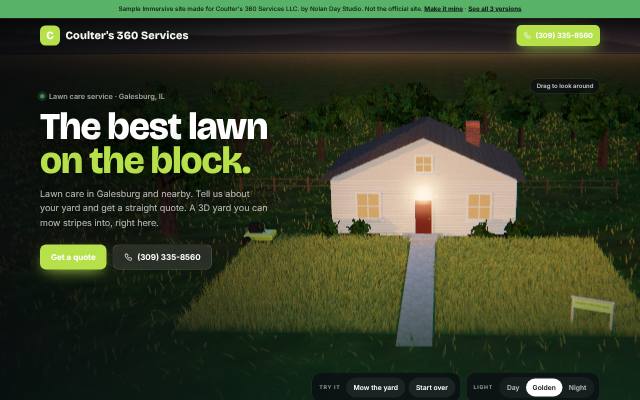 Sample Immersive site made for Coulter's 360 Services LLC. by Nolan Day Studio. Not the official site. Make it mine · See all 3 versions
C Coulter's 360 Services
(309) 335-8560
Drag to look around
Lawn care service · Galesburg, IL
The best lawn
on the block.
Lawn care in Galesburg and nearby. Tell us about
your yard and get a straight quote. A 3D yard you can
mow stripes into, right here.
Get a quote
(309) 335-8560
TRY IT Mow the yard Start over
LIGHT Day Golden Night